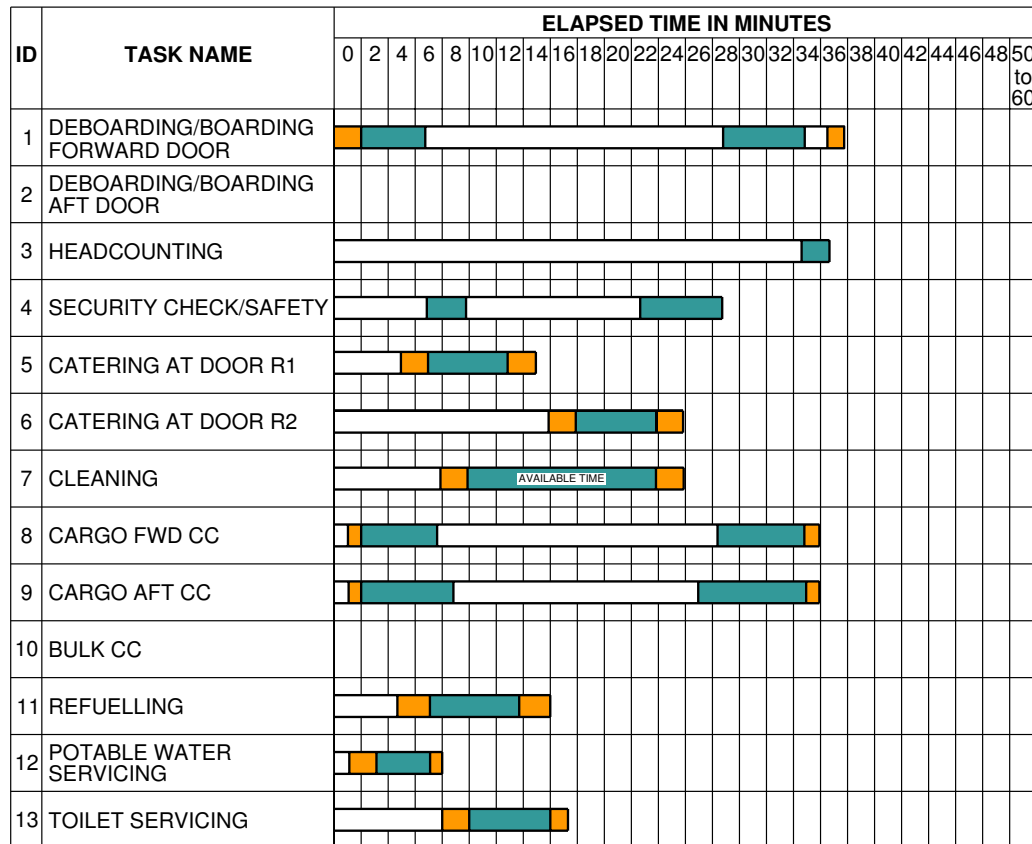 ELAPSED TIME IN MINUTES
ID TASK NAME 0 2 4 6 8 10 12 14 16 18 20 22 24 26 28 30 32 34 36 38 40 42 44 46 48 50
to
60
1 DEBOARDING/BOARDING
FORWARD DOOR
2 DEBOARDING/BOARDING
AFT DOOR
3 HEADCOUNTING
4 SECURITY CHECK/SAFETY
5 CATERING AT DOOR R1
6 CATERING AT DOOR R2
7 CLEANING AVAILABLE TIME
8 CARGO FWD CC
9 CARGO AFT CC
10 BULK CC
11 REFUELLING
12 POTABLE WATER
SERVICING
13 TOILET SERVICING